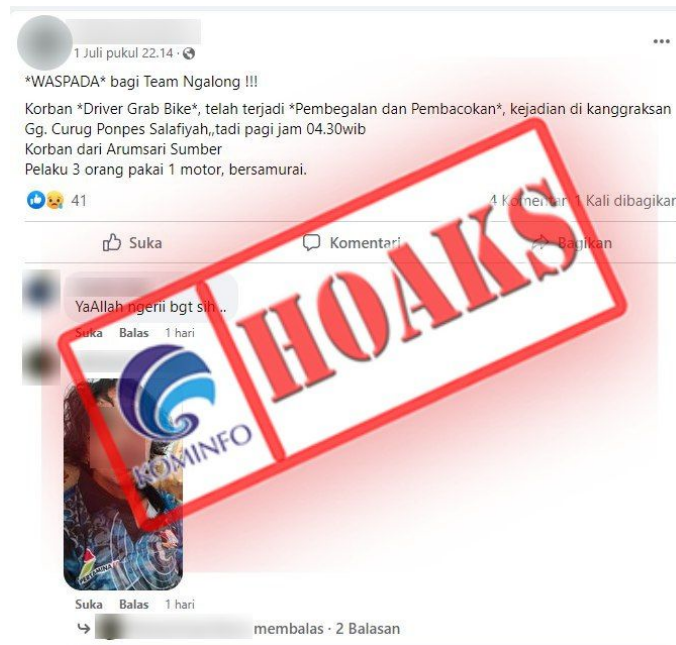 1 Juli pukul 22.14 ·
*WASPADA* bagi Team Ngalong !!!
Korban *Driver Grab Bike*, telah terjadi *Pembegalan dan Pembacokan*, kejadian di kanggraksan
Gg. Curug Ponpes Salafiyah,,tadi pagi jam 04.30wib
Korban dari Arumsari Sumber
Pelaku 3 orang pakai 1 motor, bersamurai.
41
4 Komentar 1 Kali dibagikan
Suka
Komentari
Bagikan
YaAllah ngerii bgt sih ..
Suka Balas 1 hari
HOAKS
KOMINFO
PERTAMINA
Suka Balas 1 hari
membalas · 2 Balasan